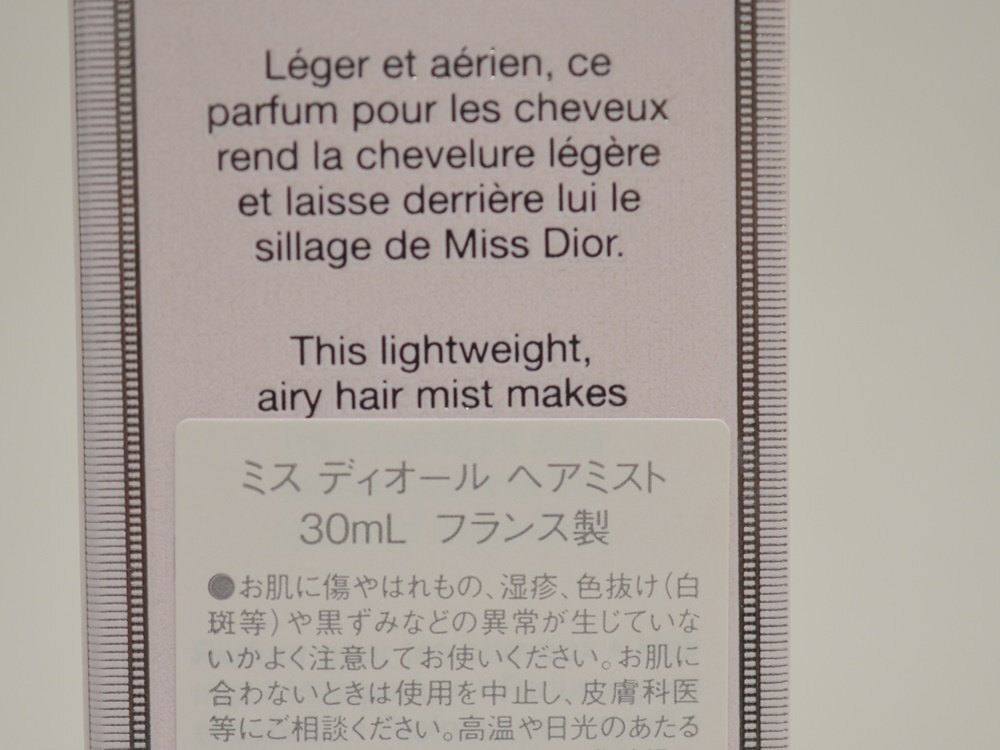 Léger et aérien, ce
parfum pour les cheveux
rend la chevelure légère
et laisse derrière lui le
sillage de Miss Dior.
This lightweight,
airy hair mist makes
ミス ディオール ヘアミスト
30mL フランス製
●お肌に傷やはれもの、湿疹、色抜け(白
斑等)や黒ずみなどの異常が生じていな
いかよく注意してお使いください。お肌に
合わないときは使用を中止し、皮膚科医
等にご相談ください。高温や日光のあたる